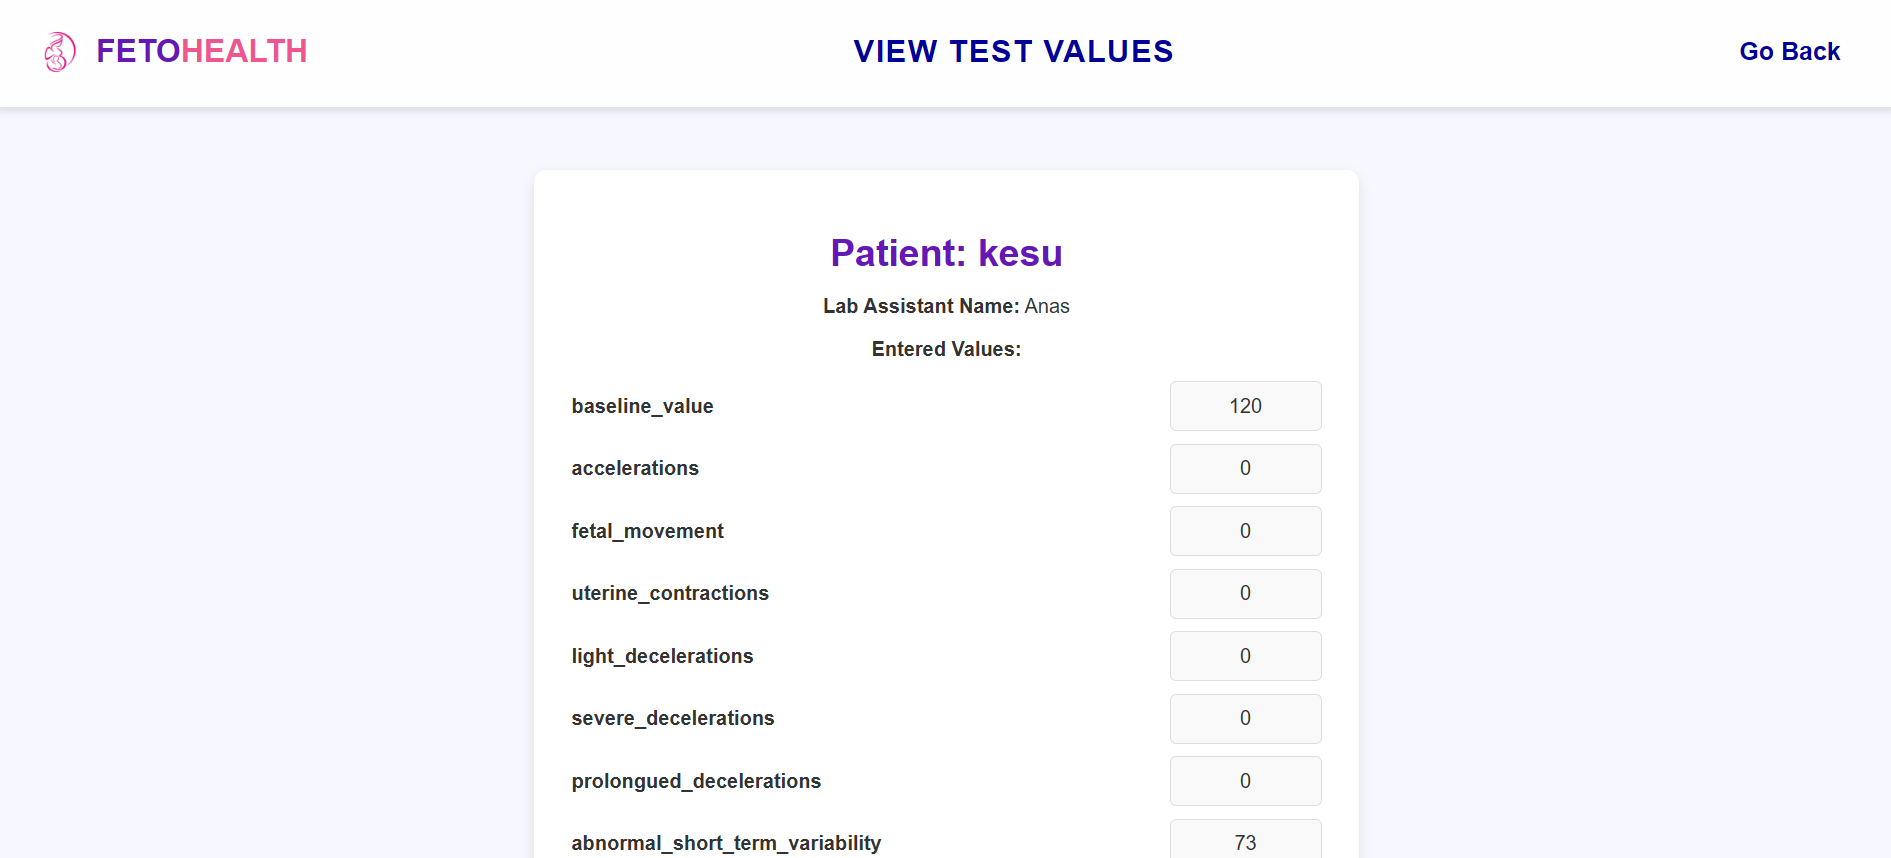 FETOHEALTH
VIEW TEST VALUES
Go Back
Patient: kesu
Lab Assistant Name: Anas
Entered Values:
baseline_value 120
accelerations 0
fetal_movement 0
uterine_contractions 0
light_decelerations 0
severe_decelerations 0
prolongued_decelerations 0
abnormal_short_term_variability 73